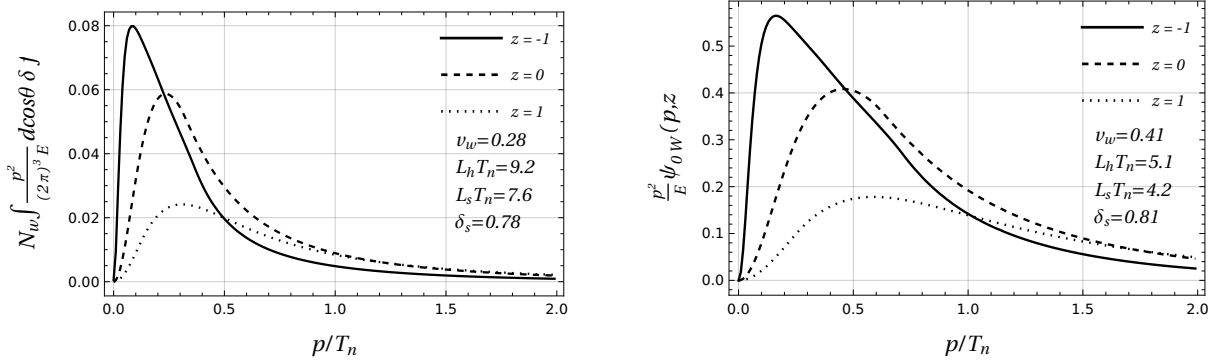 0.08
0.06
0.04
0.02
0.00
0.0 0.5 1.0 1.5 2.0
p/Tn
N_w ∫ p²/((2π)³ E) dcosθ δ f
z = -1
z = 0
z = 1
v_w=0.28
L_hT_n=9.2
L_sT_n=7.6
δ_s=0.78
0.5
0.4
0.3
0.2
0.1
0.0
0.0 0.5 1.0 1.5 2.0
p/T_n
p²/E ψ_{0W}(p,z
z = -1
z = 0
z = 1
v_w=0.41
L_hT_n=5.1
L_sT_n=4.2
δ_s=0.81